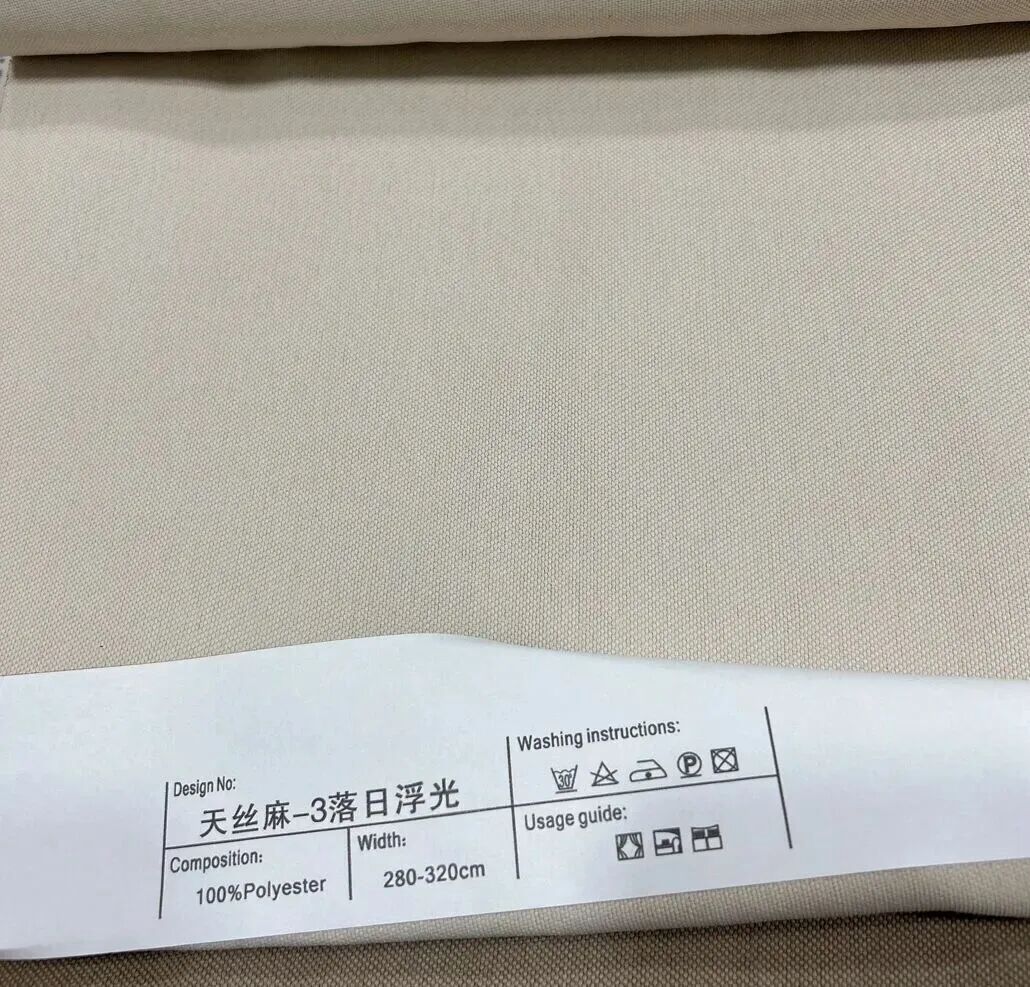 Design No:
天丝麻-3落日浮光
Composition:
100%Polyester
Width:
280-320cm
Washing instructions:
30°
P
Usage guide: